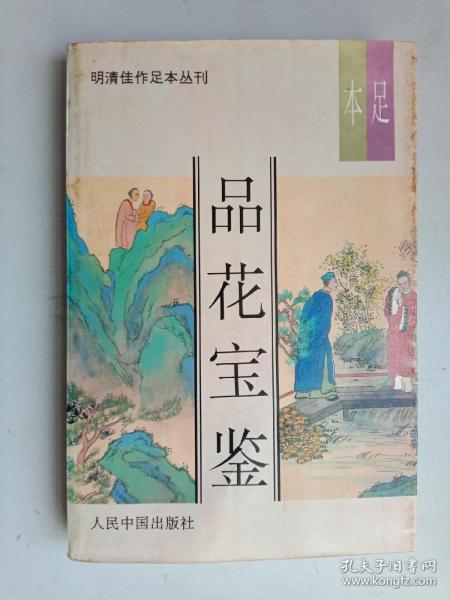 明清佳作足本丛刊
足本
品花宝鉴
人民中国出版社
孔夫子旧书网
www.kongfz.com